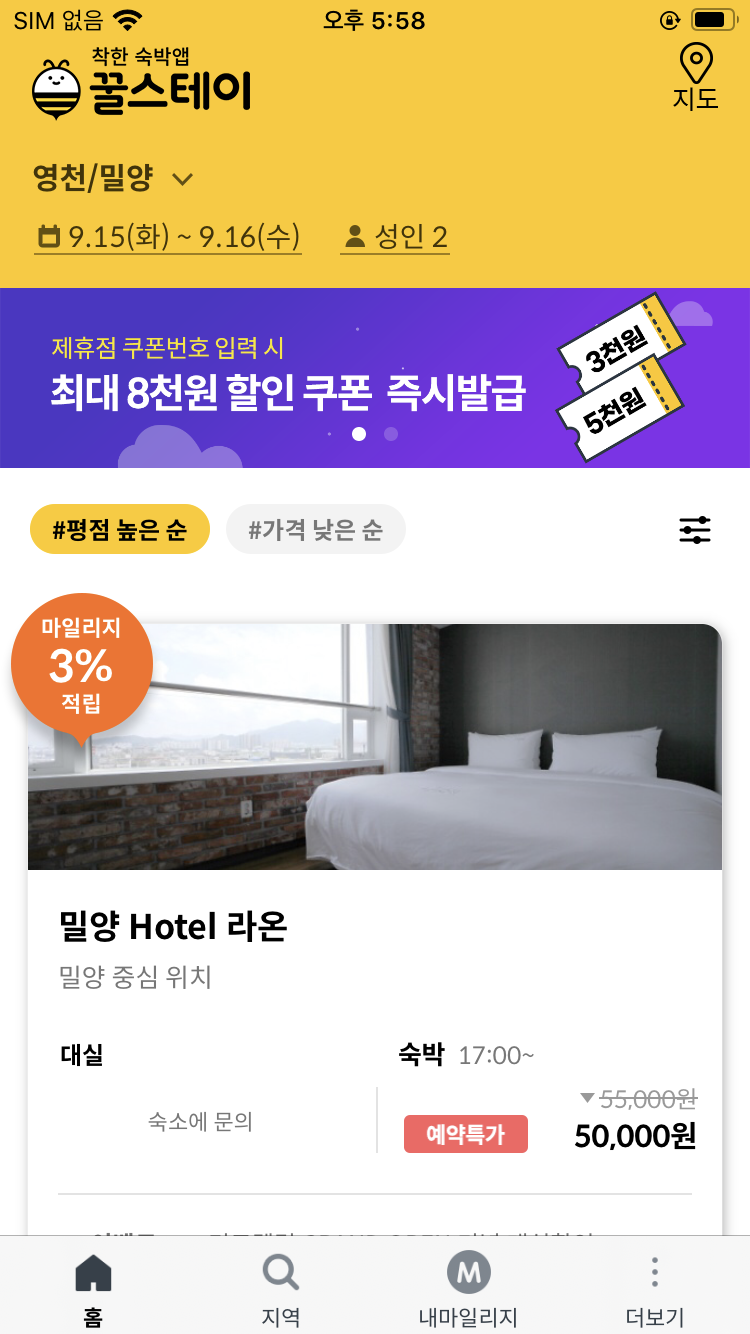 SIM 없음 오후 5:58
착한 숙박앱
꿀스테이
지도
영천/밀양
9.15(화) ~ 9.16(수) 성인 2
제휴점 쿠폰번호 입력 시
최대 8천원 할인 쿠폰 즉시발급
3천원
5천원
#평점 높은 순 #가격 낮은 순
마일리지
3%
적립
밀양 Hotel 라온
밀양 중심 위치
대실 숙박 17:00~
숙소에 문의
▼55,000원
예약특가 50,000원
홈 지역 M 내마일리지 더보기